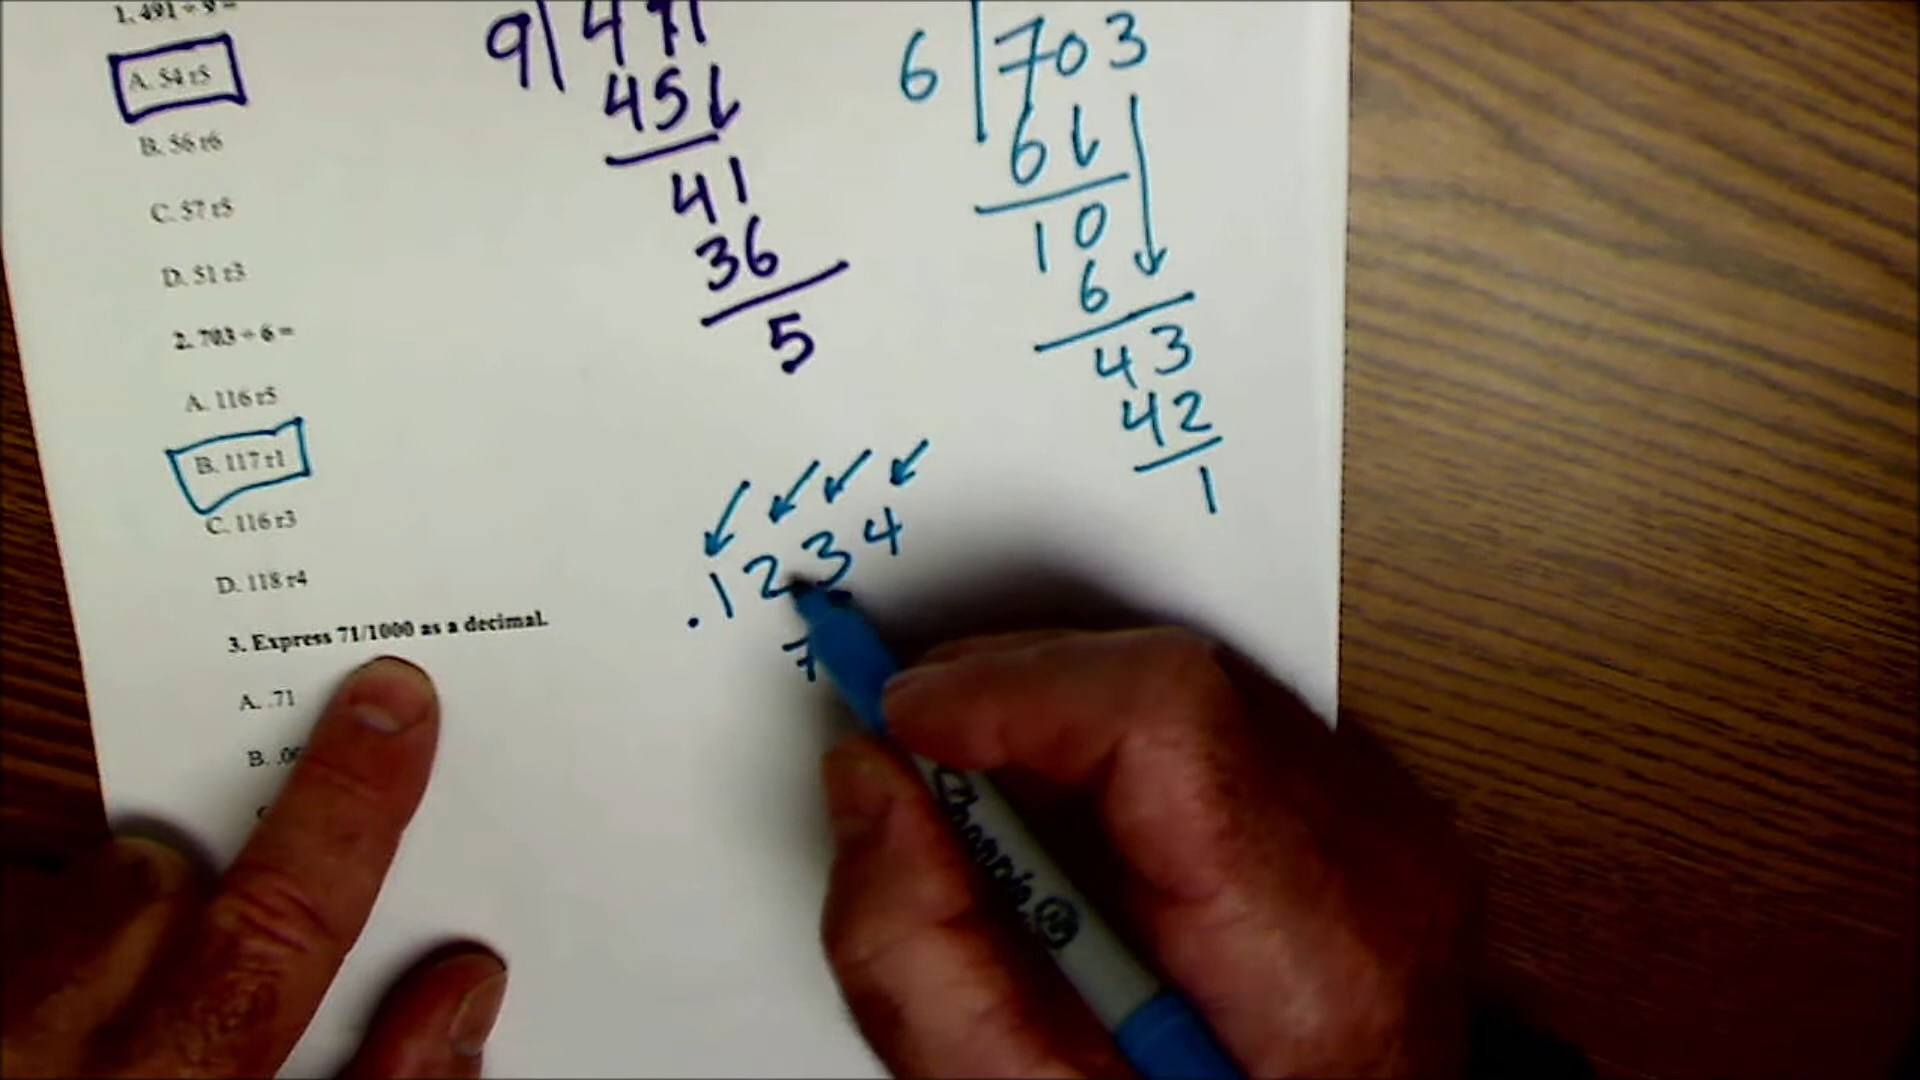 1. 491 ÷ 9 =
A. 54 r5
B. 56 r6
C. 57 r5
D. 51 r3
2. 703 ÷ 6 =
A. 116 r5
B. 117 r1
C. 116 r3
D. 118 r4
3. Express 71/1000 as a decimal.
A. .71
B. .0
9 491
45
41
36
5
6 703
6
10
6
43
42
1
.1234
7